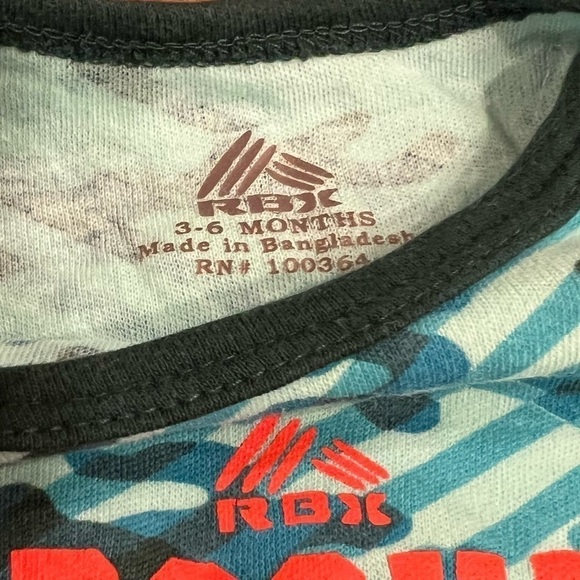 RBX
3-6 MONTHS
Made in Bangladesh
RN# 100364
RBX